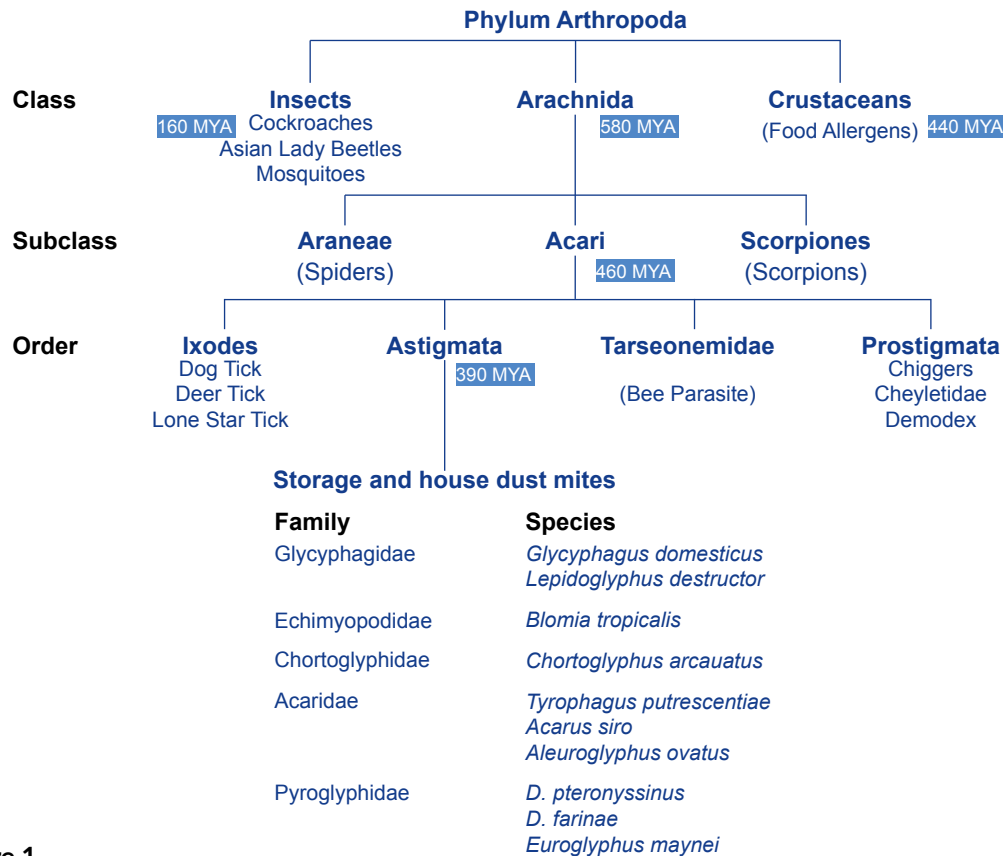 Phylum Arthropoda
Class
Insects
Arachnida
Crustaceans
160 MYA
Cockroaches
580 MYA
(Food Allergens)
440 MYA
Asian Lady Beetles
Mosquitoes
Subclass
Araneae
Acari
Scorpiones
(Spiders)
460 MYA
(Scorpions)
Order
Ixodes
Astigmata
Tarseonemidae
Prostigmata
Dog Tick
390 MYA
Chiggers
Deer Tick
(Bee Parasite)
Cheyletidae
Lone Star Tick
Demodex
Storage and house dust mites
Family
Species
Glycyphagidae
Glycyphagus domesticus
Lepidoglyphus destructor
Echimyopodidae
Blomia tropicalis
Chortoglyphidae
Chortoglyphus arcauatus
Acaridae
Tyrophagus putrescentiae
Acarus siro
Aleuroglyphus ovatus
Pyroglyphidae
D. pteronyssinus
D. farinae
Euroglyphus maynei